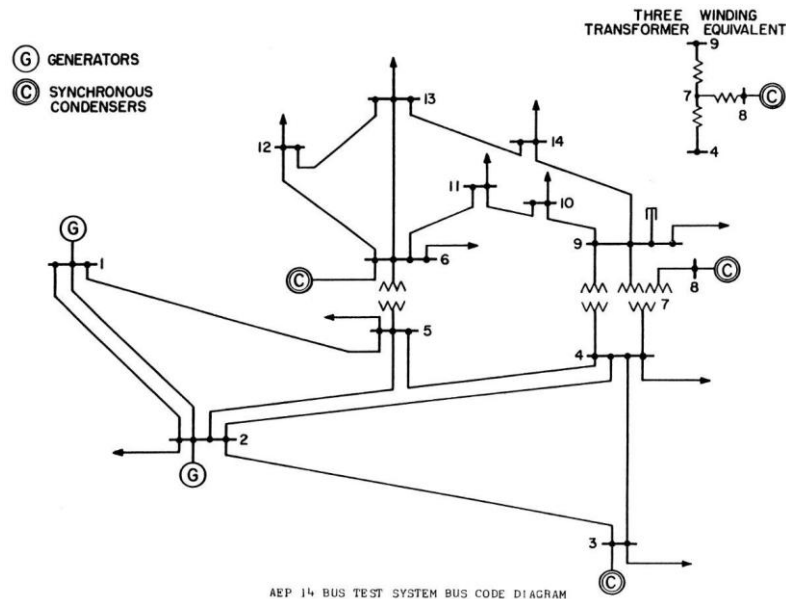 THREE WINDING
TRANSFORMER EQUIVALENT
9
7
8
C
4
G GENERATORS
C SYNCHRONOUS
CONDENSERS
13
12
14
11
10
G
1
9
6
C
8
C
7
5
4
2
G
3
C
AEP 14 BUS TEST SYSTEM BUS CODE DIAGRAM